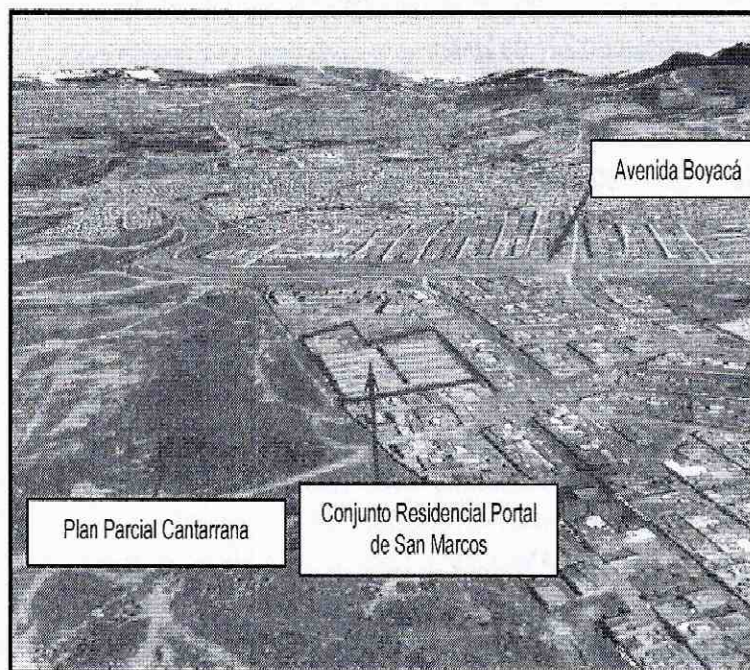 Avenida Boyacá
Plan Parcial Cantarrana
Conjunto Residencial Portal
de San Marcos